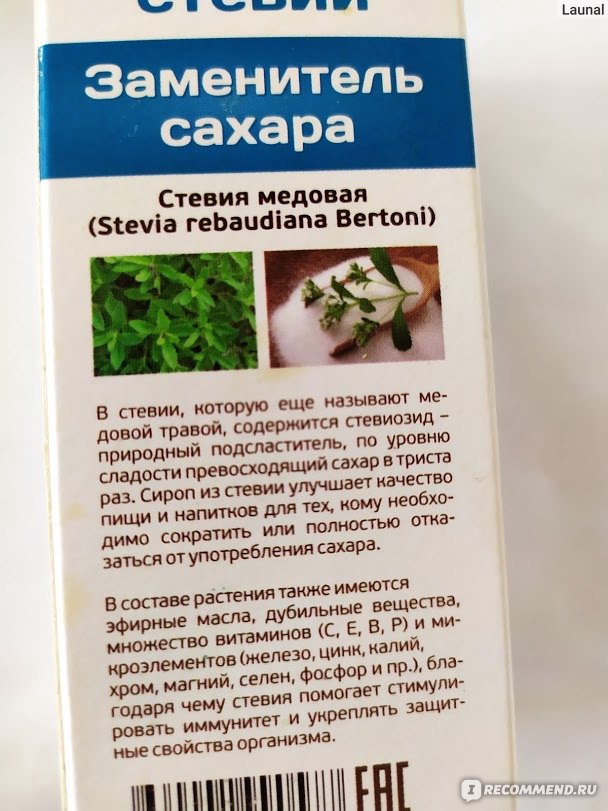 Launal
стевии
Заменитель
сахара
Стевия медовая
(Stevia rebaudiana Bertoni)
В стевии, которую еще называют ме-
довой травой, содержится стевиозид –
природный подсластитель, по уровню
сладости превосходящий сахар в триста
раз. Сироп из стевии улучшает качество
пищи и напитков для тех, кому необхо-
димо сократить или полностью отка-
заться от употребления сахара.
В составе растения также имеются
эфирные масла, дубильные вещества,
множество витаминов (С, Е, В, Р) и ми-
кроэлементов (железо, цинк, калий,
хром, магний, селен, фосфор и пр.), бла-
годаря чему стевия помогает стимули-
ровать иммунитет и укреплять защит-
ные свойства организма.
EAC
IRECOMMEND.RU